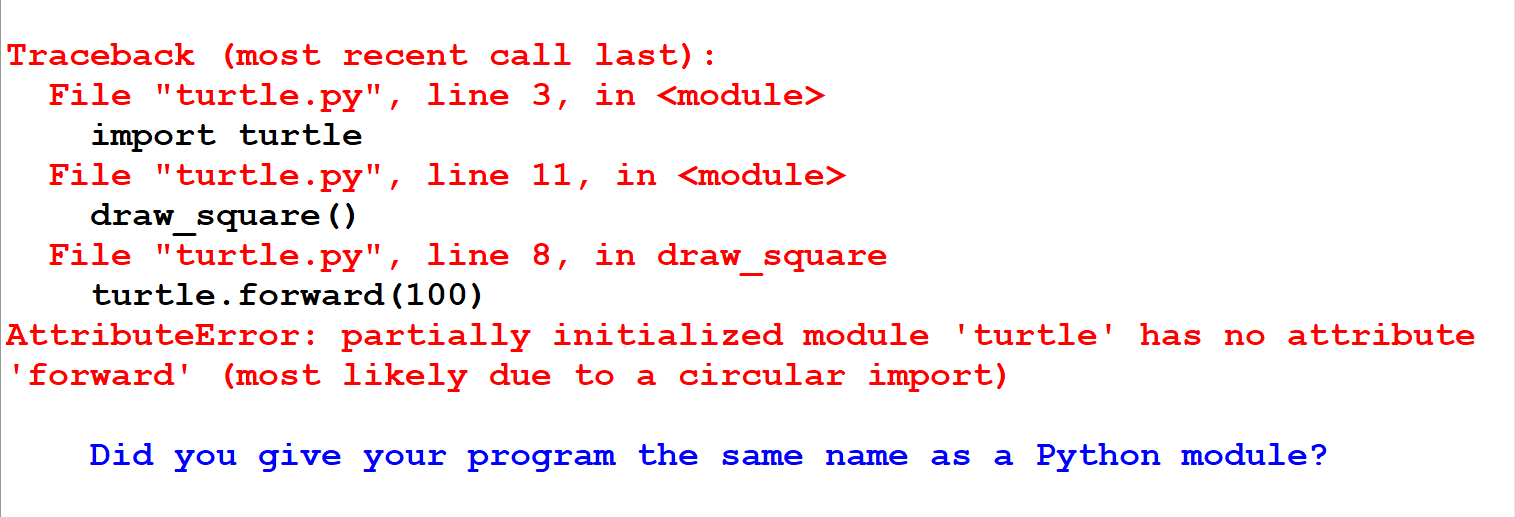 Traceback (most recent call last):
  File "turtle.py", line 3, in <module>
    import turtle
  File "turtle.py", line 11, in <module>
    draw_square()
  File "turtle.py", line 8, in draw_square
    turtle.forward(100)
AttributeError: partially initialized module 'turtle' has no attribute
'forward' (most likely due to a circular import)
    Did you give your program the same name as a Python module?